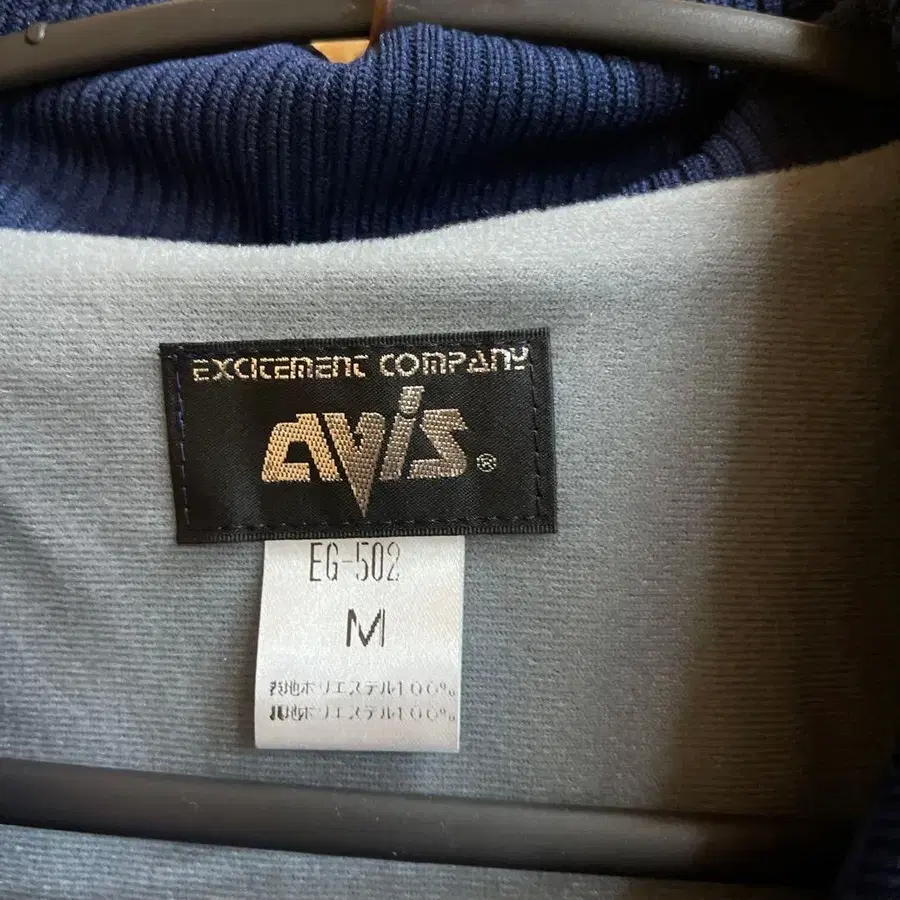 EXCITEMENT COMPANY
AViS®
EG-502
M
表地ポリエステル100%
裏地ポリエステル100%